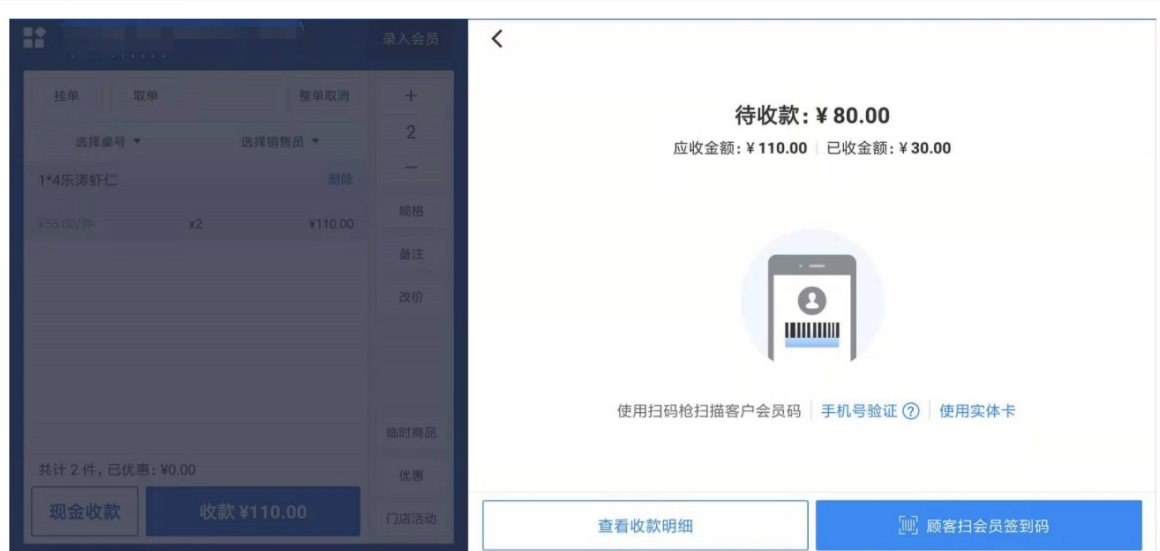 录入会员
挂单 取单 整单取消
+
选择桌号 选择销售员
2
—
1*4乐涛虾仁 删除
¥55.00/件 x2 ¥110.00
规格
备注
改价
临时商品
共计 2 件，已优惠：¥0.00
优惠
现金收款 收款 ¥110.00
门店活动
待收款：¥ 80.00
应收金额：¥ 110.00 已收金额：¥ 30.00
使用扫码枪扫描客户会员码 手机号验证 ? 使用实体卡
查看收款明细 顾客扫会员签到码